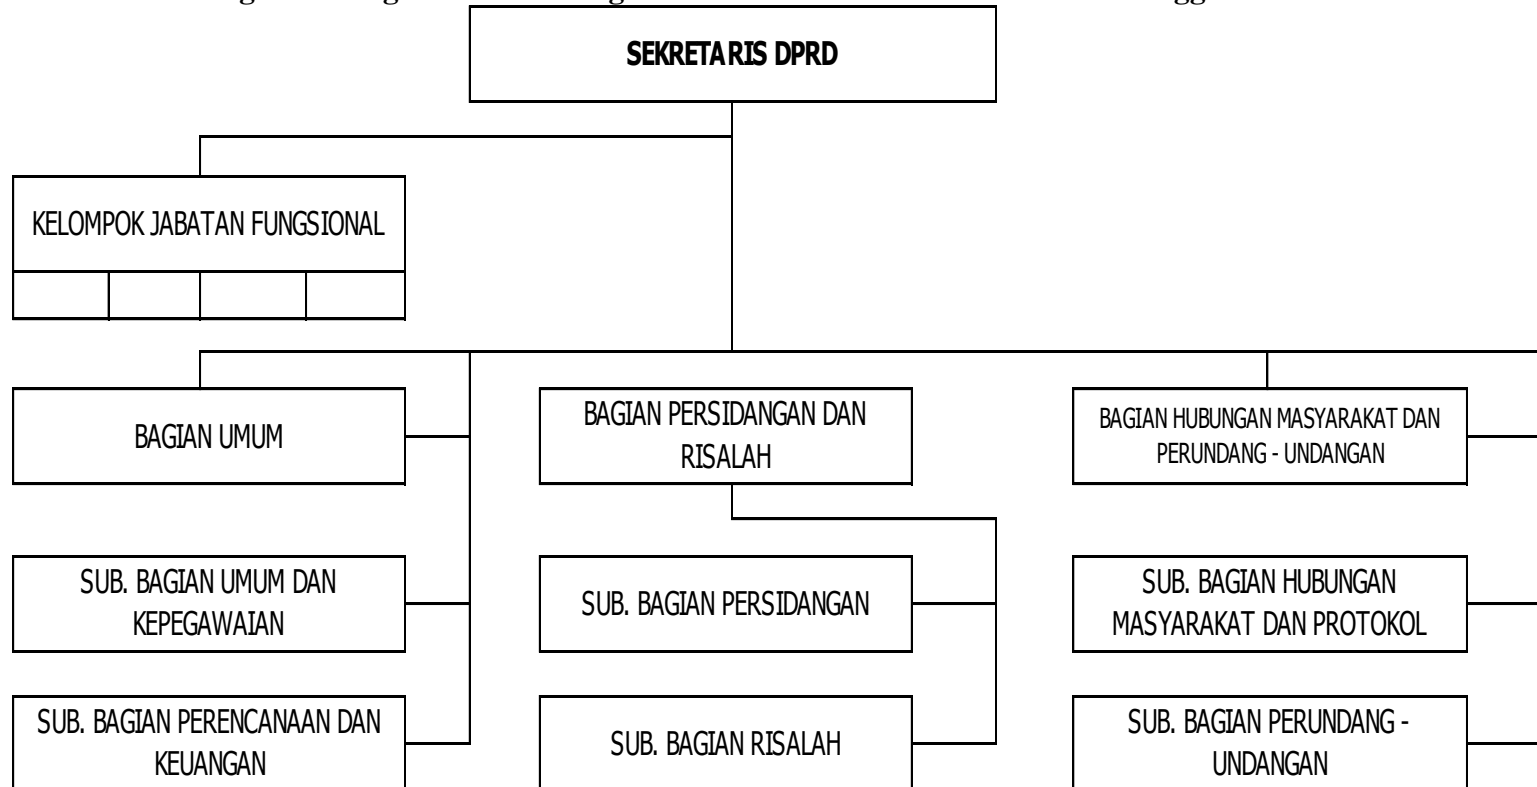 SEKRETARIS DPRD
KELOMPOK JABATAN FUNGSIONAL
BAGIAN UMUM
BAGIAN PERSIDANGAN DAN
RISALAH
BAGIAN HUBUNGAN MASYARAKAT DAN
PERUNDANG - UNDANGAN
SUB. BAGIAN UMUM DAN
KEPEGAWAIAN
SUB. BAGIAN PERSIDANGAN
SUB. BAGIAN HUBUNGAN
MASYARAKAT DAN PROTOKOL
SUB. BAGIAN PERENCANAAN DAN
KEUANGAN
SUB. BAGIAN RISALAH
SUB. BAGIAN PERUNDANG -
UNDANGAN